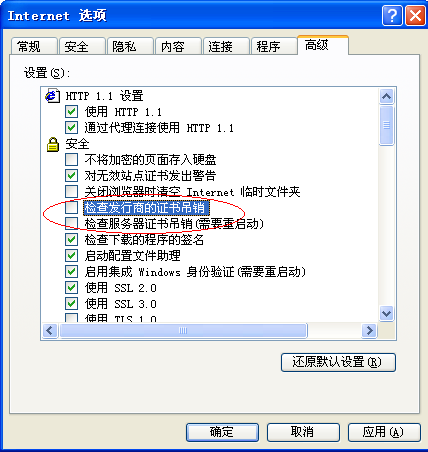 Internet 选项
常规 安全 隐私 内容 连接 程序 高级
设置(S):
HTTP 1.1 设置
使用 HTTP 1.1
通过代理连接使用 HTTP 1.1
安全
不将加密的页面存入硬盘
对无效站点证书发出警告
关闭浏览器时清空 Internet 临时文件夹
检查发行商的证书吊销
检查服务器证书吊销(需要重启动)
检查下载的程序的签名
启动配置文件助理
启用集成 Windows 身份验证(需要重启动)
使用 SSL 2.0
使用 SSL 3.0
使用 TLS 1.0
还原默认设置(R)
确定 取消 应用(A)